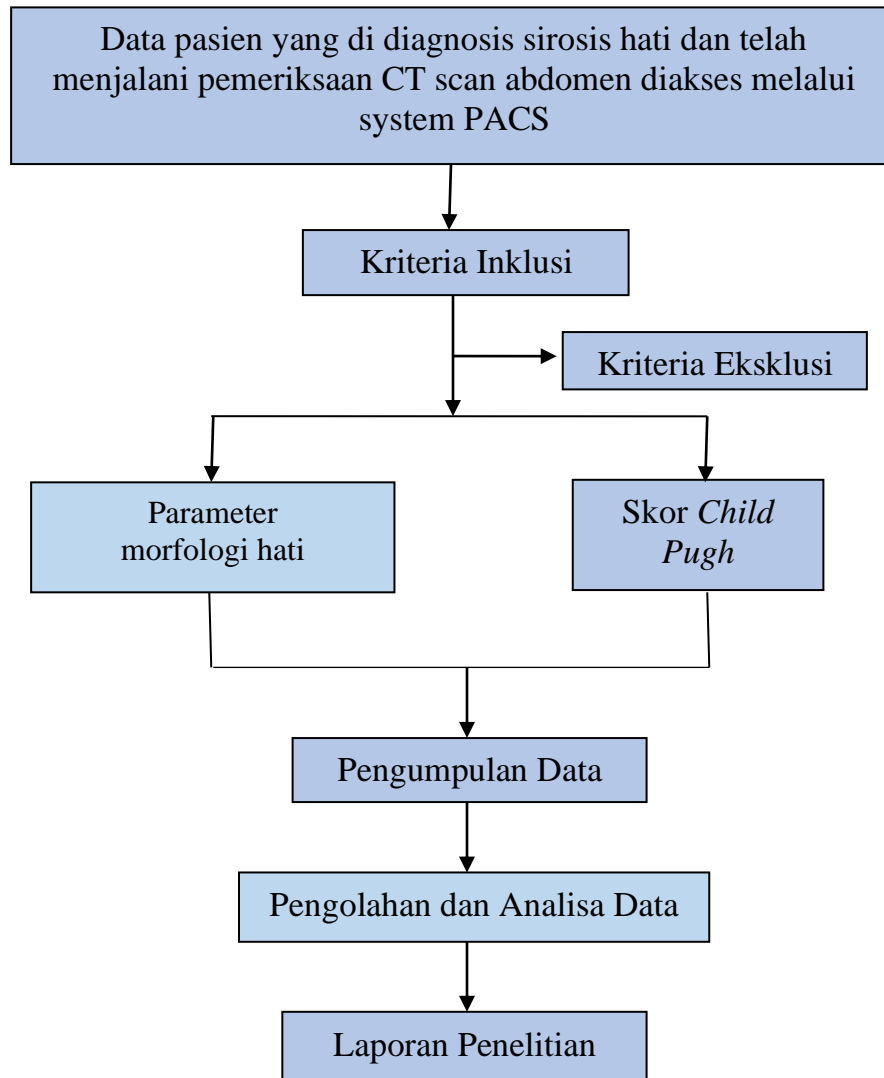 Data pasien yang di diagnosis sirosis hati dan telah
menjalani pemeriksaan CT scan abdomen diakses melalui
system PACS
Kriteria Inklusi
Kriteria Eksklusi
Parameter
morfologi hati
Skor Child
Pugh
Pengumpulan Data
Pengolahan dan Analisa Data
Laporan Penelitian